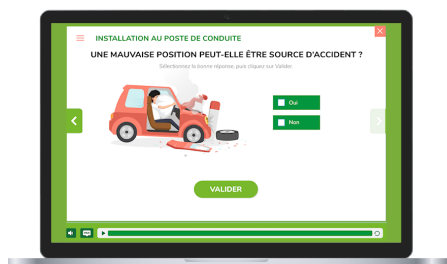 INSTALLATION AU POSTE DE CONDUITE
UNE MAUVAISE POSITION PEUT-ELLE ÊTRE SOURCE D'ACCIDENT ?
Sélectionnez la bonne réponse, puis cliquez sur Valider.
Oui
Non
VALIDER